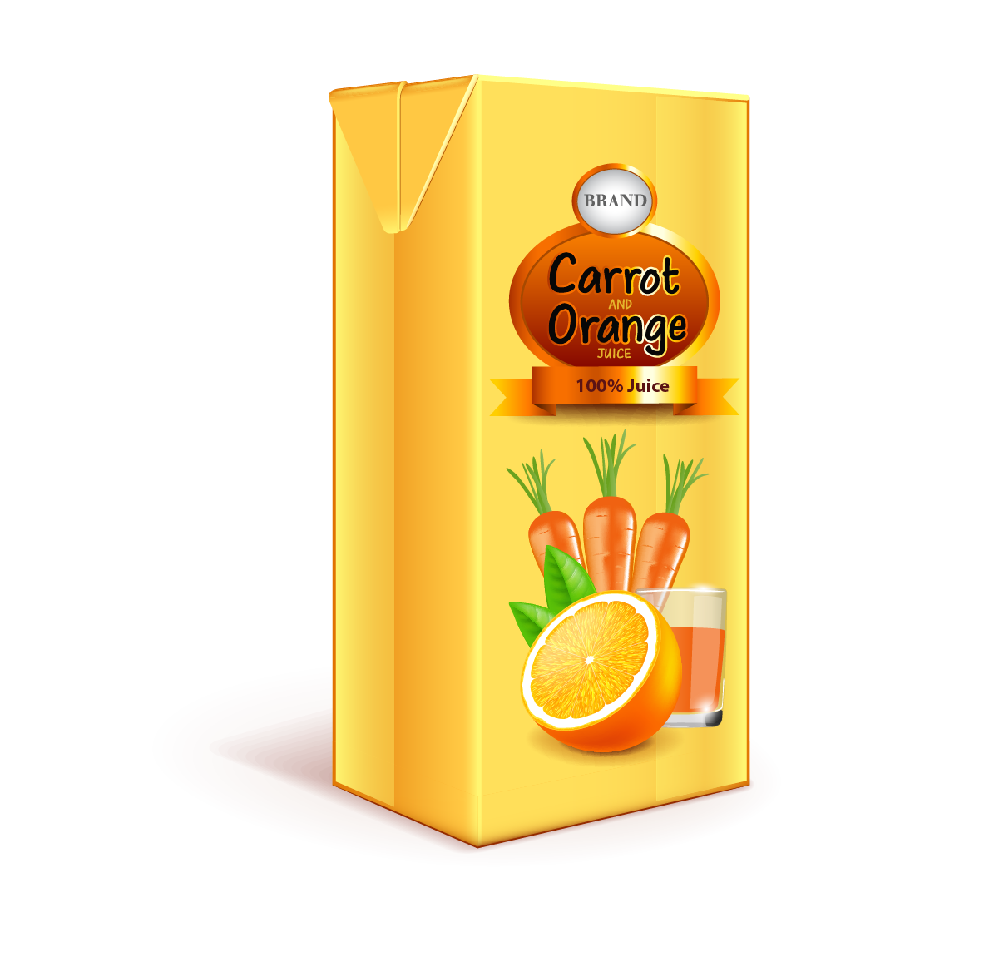 BRAND
Carrot
AND
Orange
JUICE
100% Juice